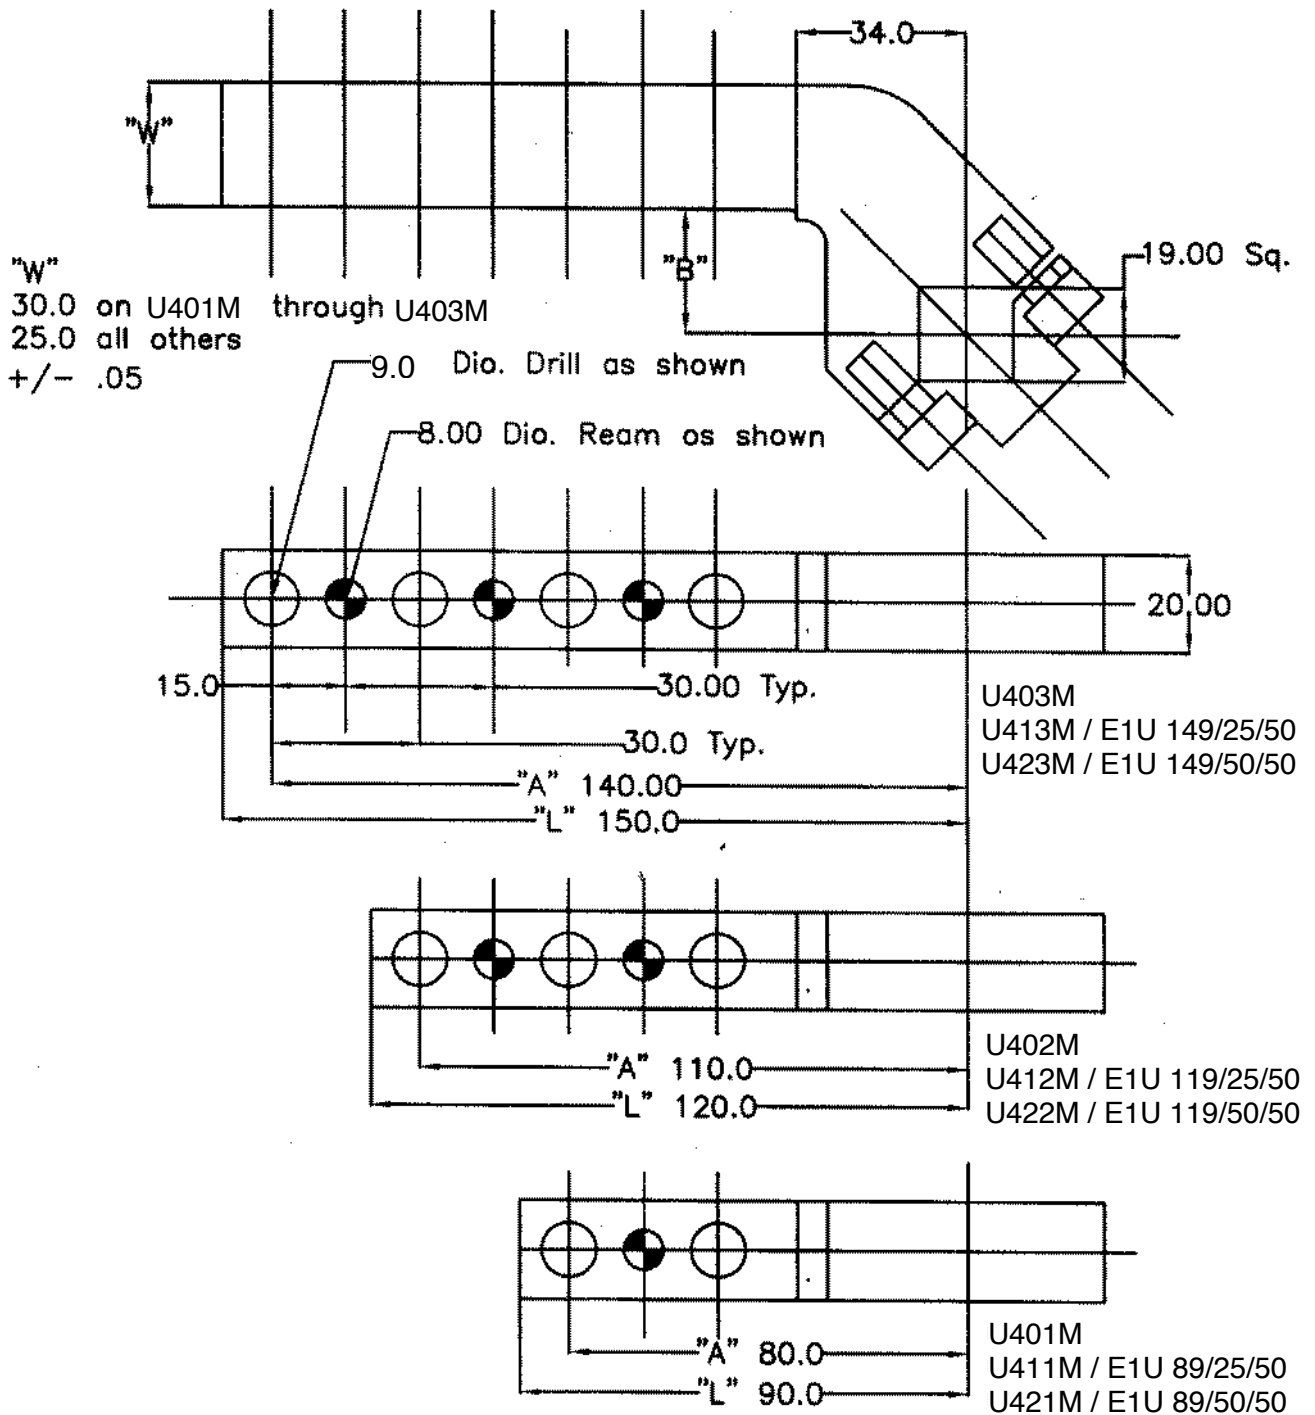 34.0
"W"
"B"
19.00 Sq.
"W"
30.0 on U401M through U403M
25.0 all others
+/- .05
9.0 Dio. Drill as shown
8.00 Dio. Ream os shown
20.00
15.0
30.00 Typ.
30.0 Typ.
"A" 140.00
"L" 150.0
U403M
U413M / E1U 149/25/50
U423M / E1U 149/50/50
"A" 110.0
"L" 120.0
U402M
U412M / E1U 119/25/50
U422M / E1U 119/50/50
"A" 80.0
"L" 90.0
U401M
U411M / E1U 89/25/50
U421M / E1U 89/50/50